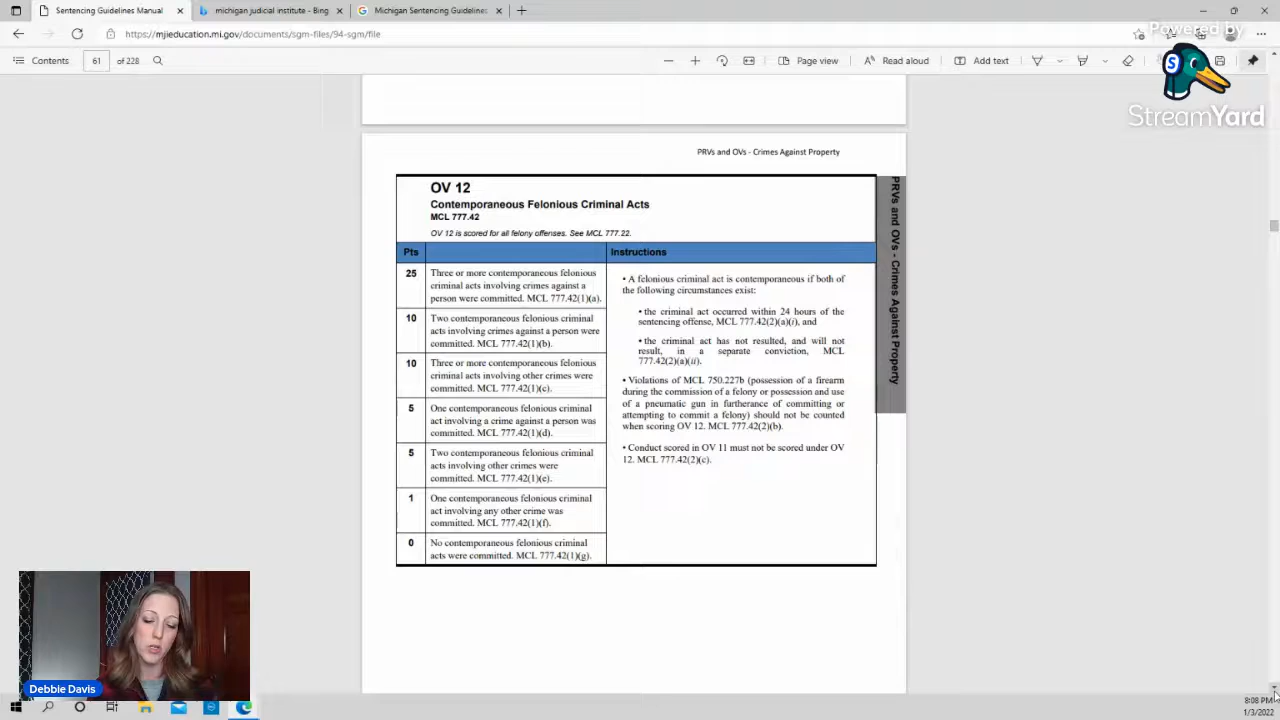 Sentencing Guidelines Manual
michigan judicial institute - Bing
Michigan Sentencing Guidelines
https://mjieducation.mi.gov/documents/sgm-files/94-sgm/file
Powered by
StreamYard
Contents
61
of 228
Page view
Read aloud
Add text
PRVs and OVs - Crimes Against Property
PRVs and OVs - Crimes Against Property
OV 12
Contemporaneous Felonious Criminal Acts
MCL 777.42
OV 12 is scored for all felony offenses. See MCL 777.22.
Pts
Instructions
25
Three or more contemporaneous felonious
criminal acts involving crimes against a
person were committed. MCL 777.42(1)(a).
10
Two contemporaneous felonious criminal
acts involving crimes against a person were
committed. MCL 777.42(1)(b).
10
Three or more contemporaneous felonious
criminal acts involving other crimes were
committed. MCL 777.42(1)(c).
5
One contemporaneous felonious criminal
act involving a crime against a person was
committed. MCL 777.42(1)(d).
5
Two contemporaneous felonious criminal
acts involving other crimes were
committed. MCL 777.42(1)(e).
1
One contemporaneous felonious criminal
act involving any other crime was
committed. MCL 777.42(1)(f).
0
No contemporaneous felonious criminal
acts were committed. MCL 777.42(1)(g).
• A felonious criminal act is contemporaneous if both of
the following circumstances exist:
• the criminal act occurred within 24 hours of the
sentencing offense, MCL 777.42(2)(a)(i), and
• the criminal act has not resulted, and will not
result, in a separate conviction, MCL
777.42(2)(a)(ii).
• Violations of MCL 750.227b (possession of a firearm
during the commission of a felony or possession and use
of a pneumatic gun in furtherance of committing or
attempting to commit a felony) should not be counted
when scoring OV 12. MCL 777.42(2)(b).
• Conduct scored in OV 11 must not be scored under OV
12. MCL 777.42(2)(c).
Debbie Davis
8:08 PM
1/3/2022